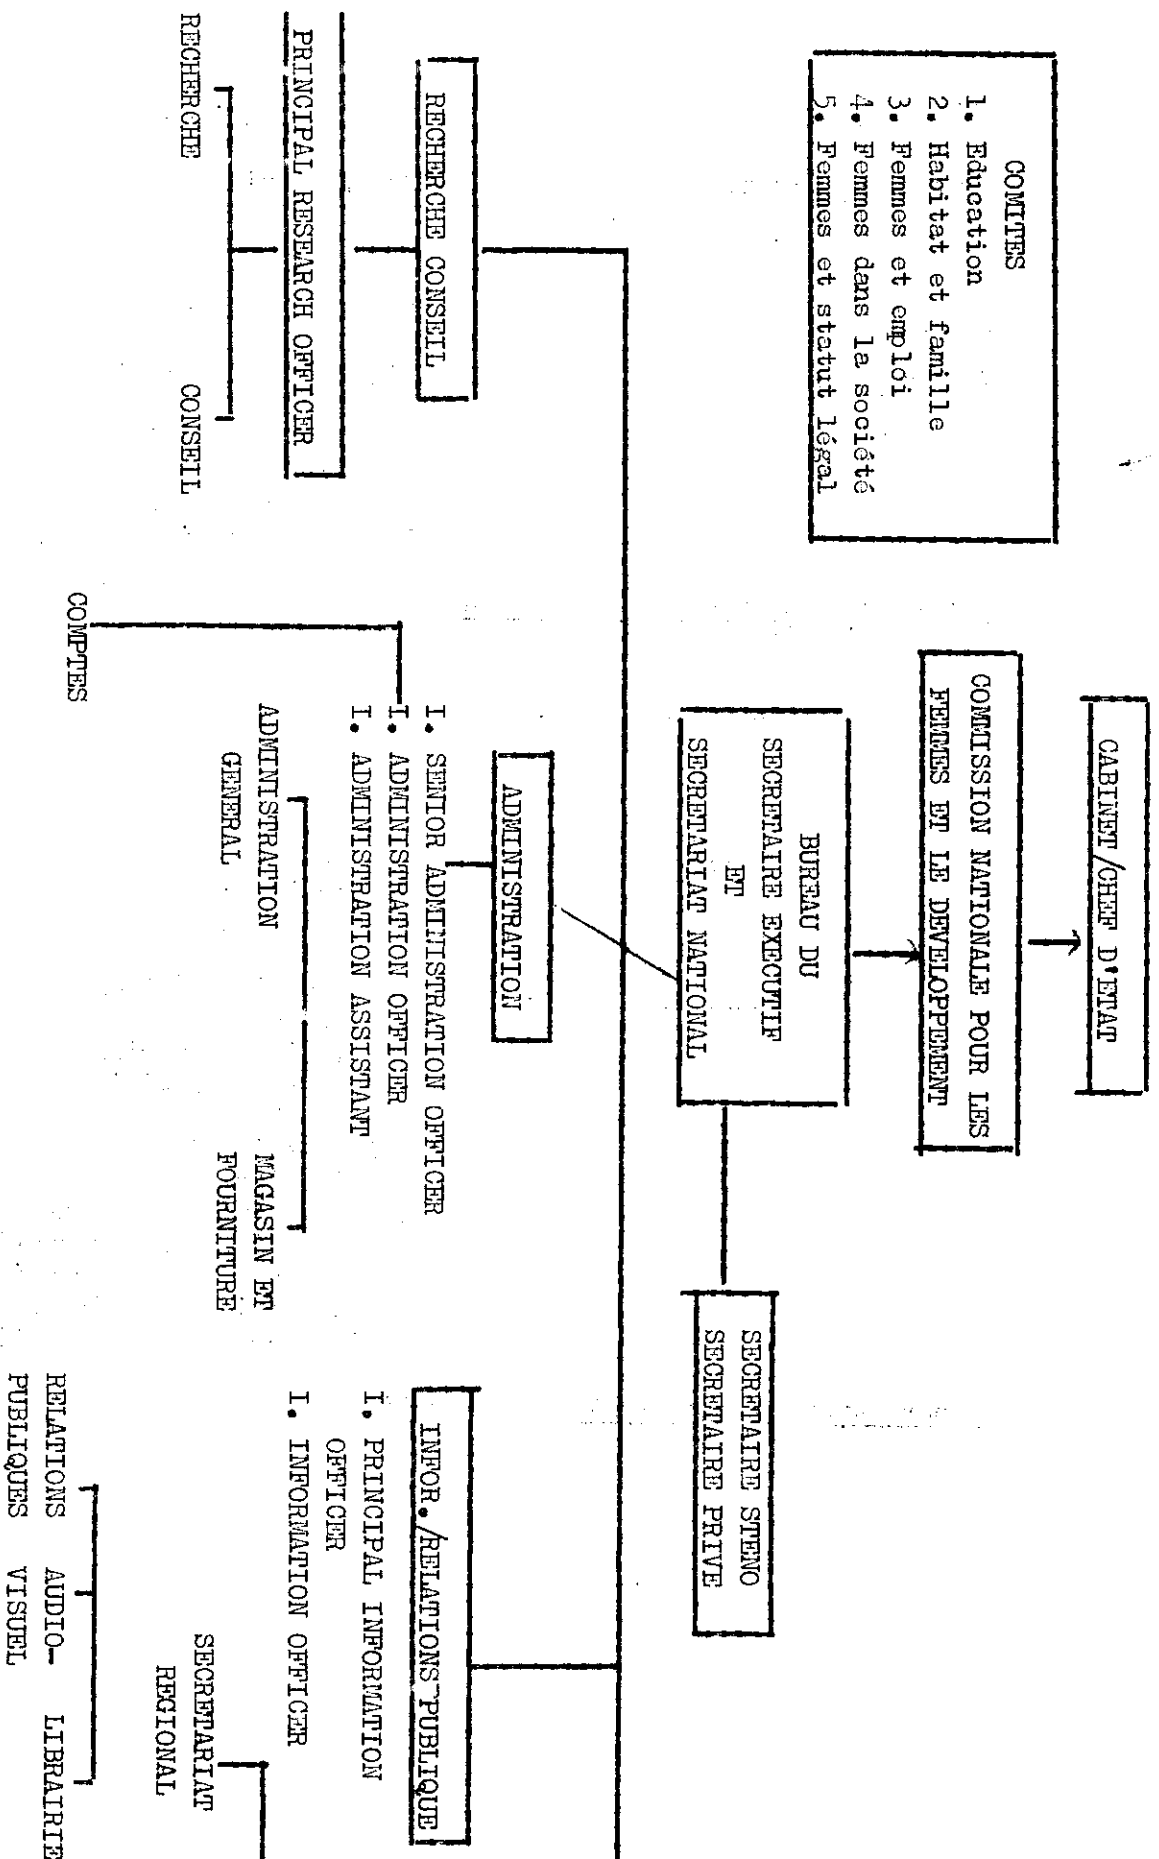 CABINET/CHEF D'ETAT
COMMISSION NATIONALE POUR LES
FEMMES ET LE DEVELOPPEMENT
COMITES
1. Education
2. Habitat et famille
3. Femmes et emploi
4. Femmes dans la société
5. Femmes et statut légal
BUREAU DU
SECRETAIRE EXECUTIF
ET
SECRETARIAT NATIONAL
SECRETAIRE STENO
SECRETAIRE PRIVE
RECHERCHE CONSEIL
PRINCIPAL RESEARCH OFFICER
RECHERCHE
CONSEIL
ADMINISTRATION
I. SENIOR ADMINISTRATION OFFICER
I. ADMINISTRATION OFFICER
I. ADMINISTRATION ASSISTANT
COMPTES
ADMINISTRATION
GENERAL
MAGASIN ET
FOURNITURE
INFOR./RELATIONS PUBLIQUE
I. PRINCIPAL INFORMATION
OFFICER
I. INFORMATION OFFICER
RELATIONS
PUBLIQUES
AUDIO-
VISUEL
LIBRAIRIE
SECRETARIAT
REGIONAL